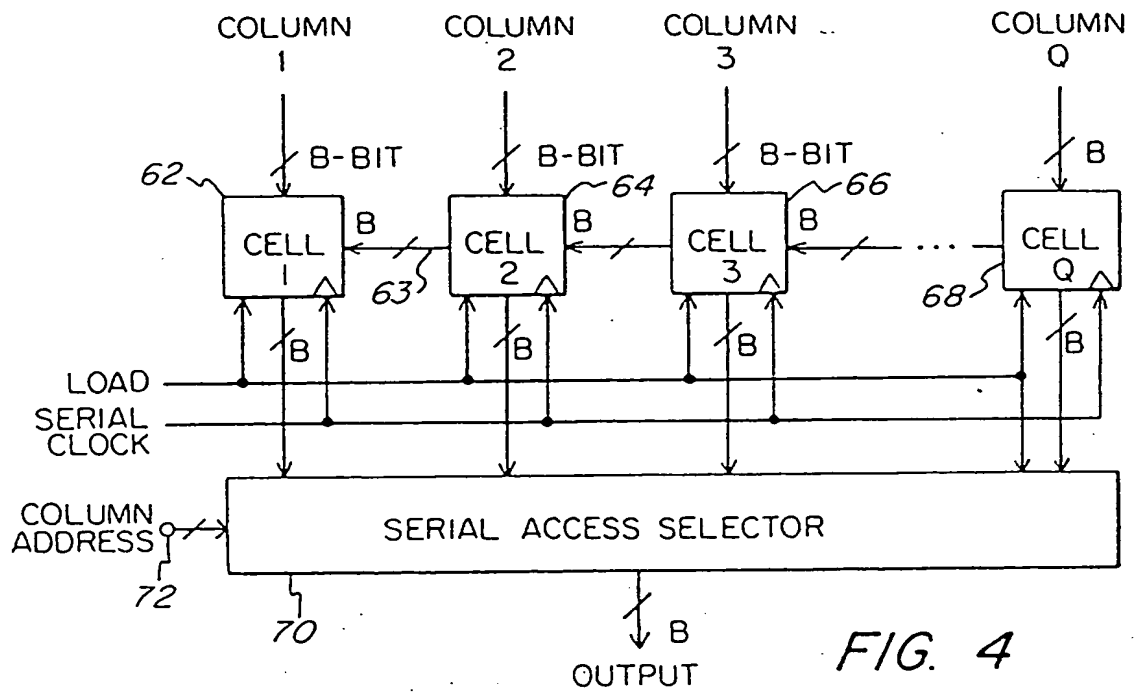 COLUMN 1
COLUMN 2
COLUMN 3
COLUMN Q
B-BIT
B-BIT
B-BIT
B
62
64
66
CELL 1
B
63
CELL 2
B
CELL 3
B
...
68
CELL Q
B
B
B
B
LOAD
SERIAL CLOCK
COLUMN ADDRESS
72
SERIAL ACCESS SELECTOR
70
B
OUTPUT
FIG. 4